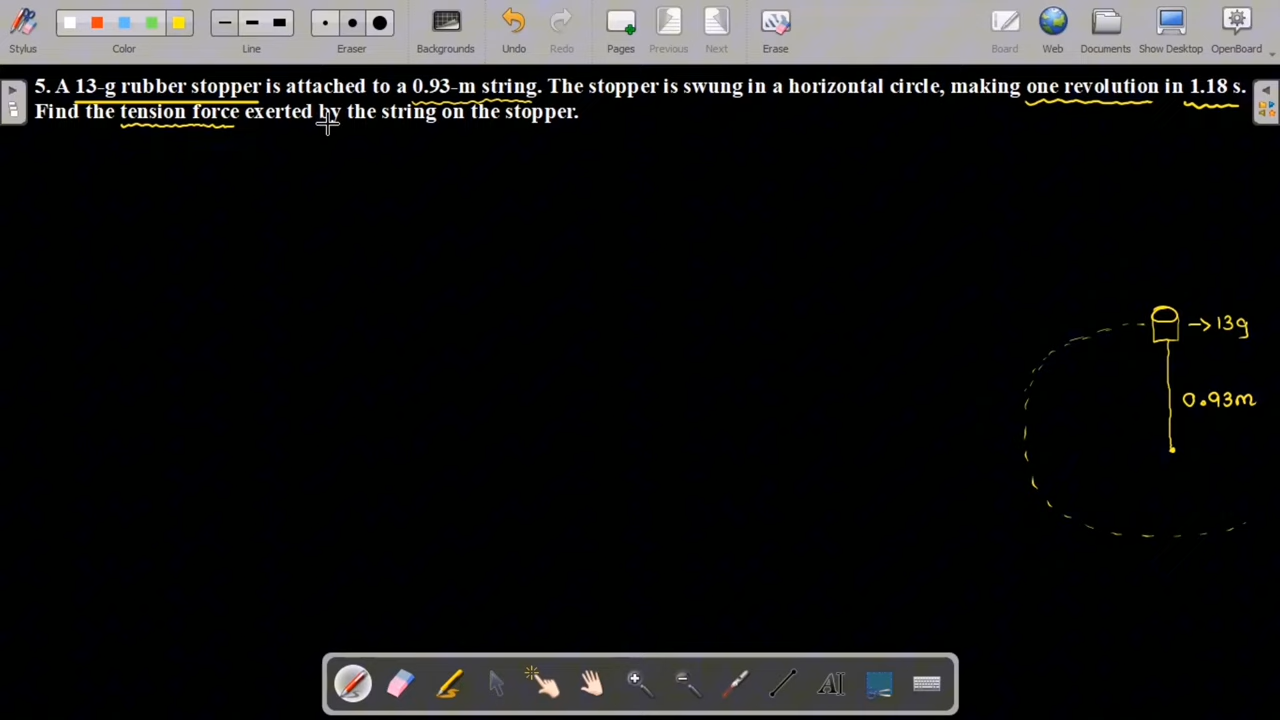 Stylus Color Line Eraser Backgrounds Undo Redo Pages Previous Next Erase Board Web Documents Show Desktop OpenBoard
5. A 13-g rubber stopper is attached to a 0.93-m string. The stopper is swung in a horizontal circle, making one revolution in 1.18 s.
Find the tension force exerted by the string on the stopper.
→13g
0.93m
AI